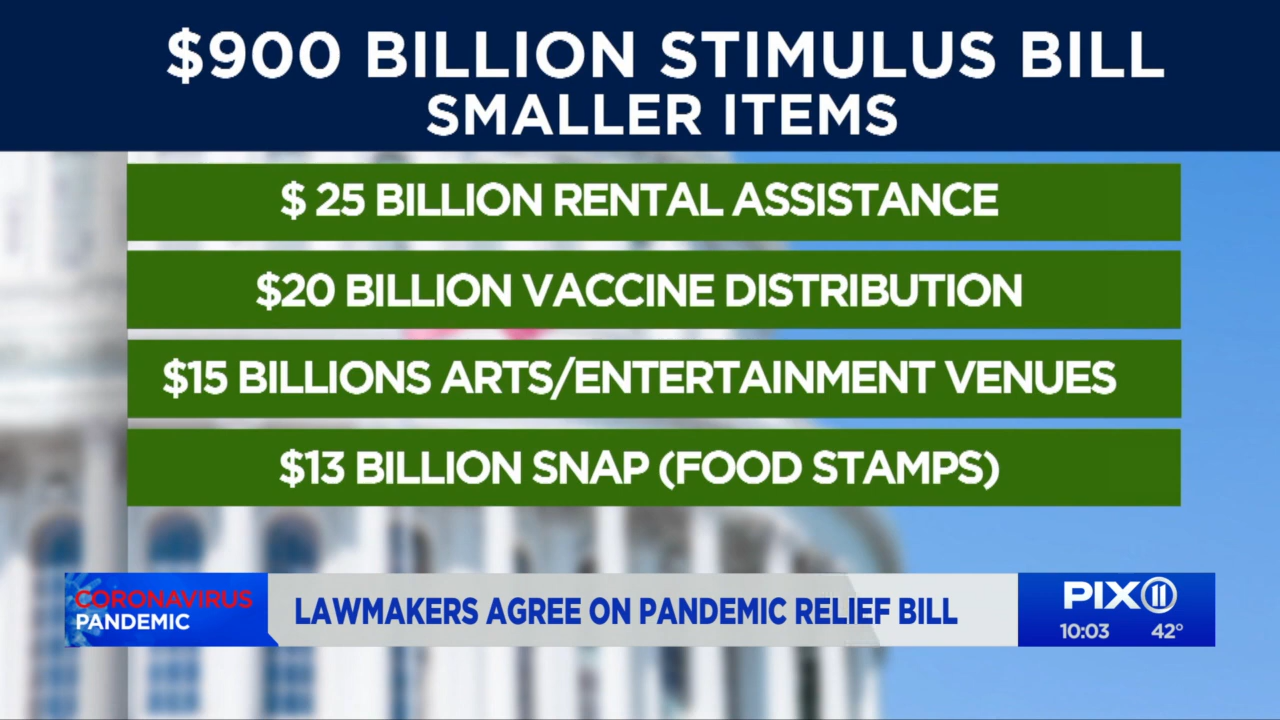 $900 BILLION STIMULUS BILL
SMALLER ITEMS
$ 25 BILLION RENTAL ASSISTANCE
$20 BILLION VACCINE DISTRIBUTION
$15 BILLIONS ARTS/ENTERTAINMENT VENUES
$13 BILLION SNAP (FOOD STAMPS)
CORONAVIRUS
PANDEMIC
LAWMAKERS AGREE ON PANDEMIC RELIEF BILL
PIX11
10:03 42°